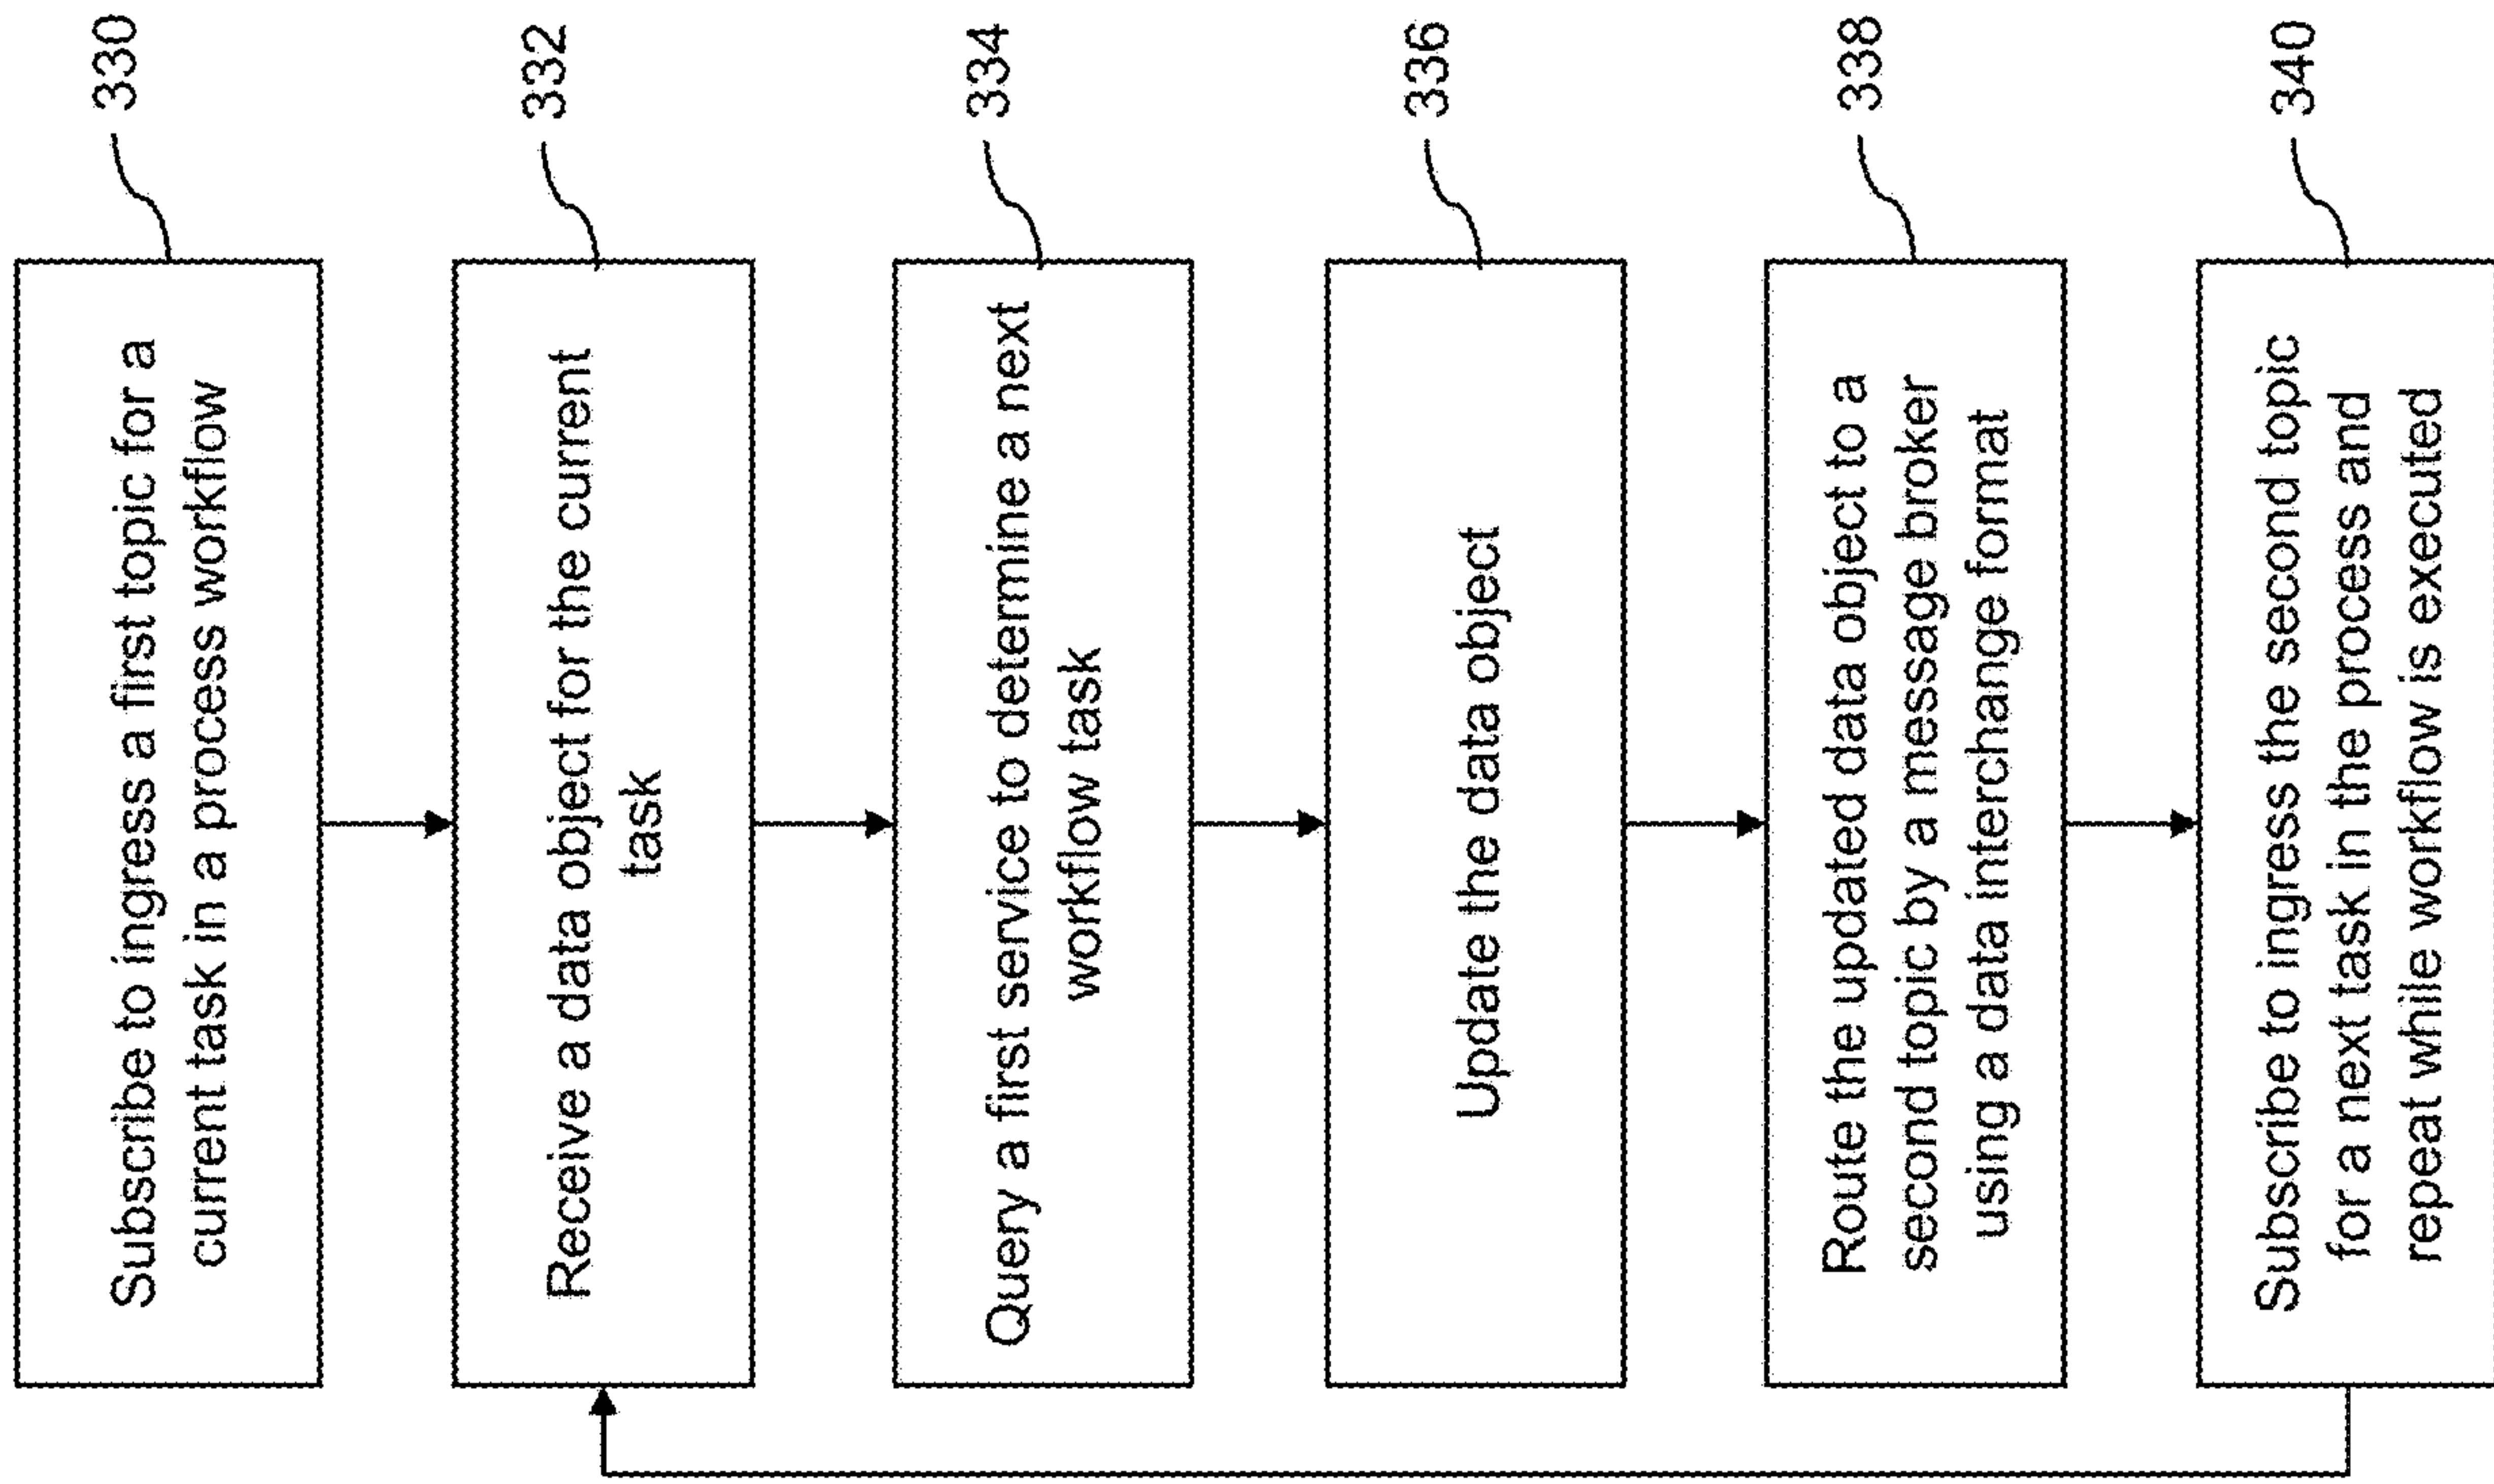 Subscribe to ingress a first topic for a
current task in a process workflow
330
Receive a data object for the current
task
332
Query a first service to determine a next
workflow task
334
Update the data object
336
Route the updated data object to a
second topic by a message broker
using a data interchange format
338
Subscribe to ingress the second topic
for a next task in the process and
repeat while workflow is executed
340